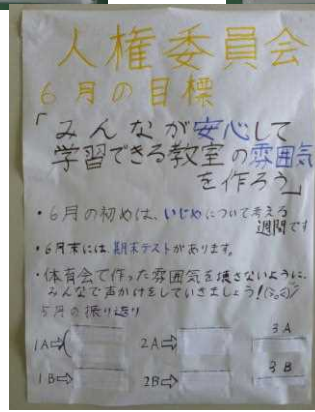 人権委員会
6月の目標
「みんなが安心して
学習できる教室の雰囲気
を作ろう」
・6月の初めは、いじめについて考える
週間です
・6月末には、期末テストがあります。
・体育会で作った雰囲気を壊さないように、
みんなで声かけをしていきましょう!
5月の振り返り
1A⇨ 2A⇨ 3A
1B⇨ 2B⇨ 3B